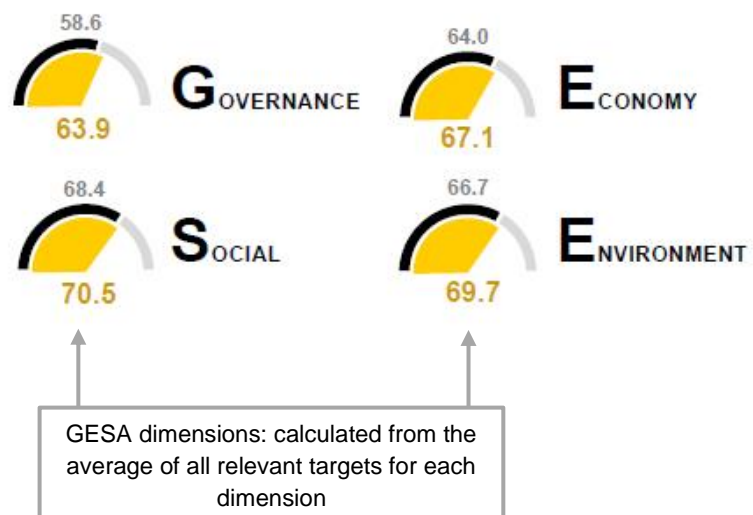 58.6
GOVERNANCE
63.9
64.0
ECONOMY
67.1
68.4
SOCIAL
70.5
66.7
ENVIRONMENT
69.7
GESA dimensions: calculated from the
average of all relevant targets for each
dimension